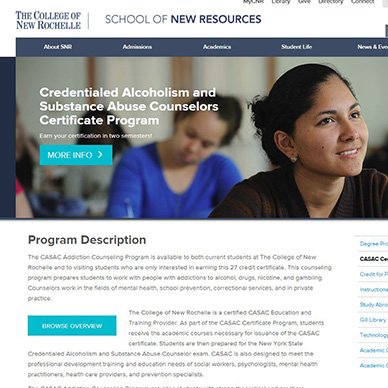 MyCNR Library Give Directory Connect
THE COLLEGE OF
NEW ROCHELLE
SCHOOL OF NEW RESOURCES
About SNR Admissions Academics Student Life News & Eve
Credentialed Alcoholism and
Substance Abuse Counselors
Certificate Program
Earn your certification in two semesters!
MORE INFO >
Program Description
The CASAC Addiction Counseling Program is available to both current students at The College of New
Rochelle and to visiting students who are only interested in earning this 27 credit certificate. This counseling
program prepares students to work with people with addictions to alcohol, drugs, nicotine, and gambling.
Counselors work in the fields of mental health, school prevention, correctional services, and in private
practice.
BROWSE OVERVIEW
The College of New Rochelle is a certified CASAC Education and
Training Provider. As part of the CASAC Certificate Program, students
receive the academic courses necessary for issuance of the CASAC
certificate. Students are then prepared for the New York State
Credentialed Alcoholism and Substance Abuse Counselor exam. CASAC is also designed to meet the
professional development training and education needs of social workers, psychologists, mental health
practitioners, health care providers, and prevention specialists.
Degree Pro
CASAC Cer
Credit for P
Instructiona
Study Abroa
Gill Library
Technology
Academic
Academic